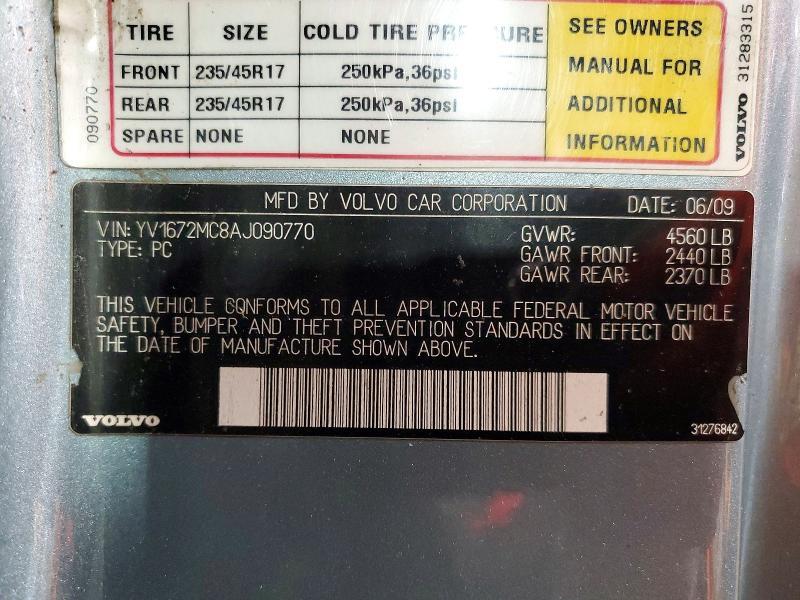 TIRE SIZE COLD TIRE PRESSURE SEE OWNERS
FRONT 235/45R17 250kPa,36psi MANUAL FOR
REAR 235/45R17 250kPa,36psi ADDITIONAL
SPARE NONE NONE INFORMATION
090770
VOLVO 31283315
MFD BY VOLVO CAR CORPORATION DATE: 06/09
VIN: YV1672MC8AJ090770 GVWR: 4560 LB
TYPE: PC GAWR FRONT: 2440 LB
GAWR REAR: 2370 LB
THIS VEHICLE CONFORMS TO ALL APPLICABLE FEDERAL MOTOR VEHICLE
SAFETY, BUMPER AND THEFT PREVENTION STANDARDS IN EFFECT ON
THE DATE OF MANUFACTURE SHOWN ABOVE.
VOLVO 31276842